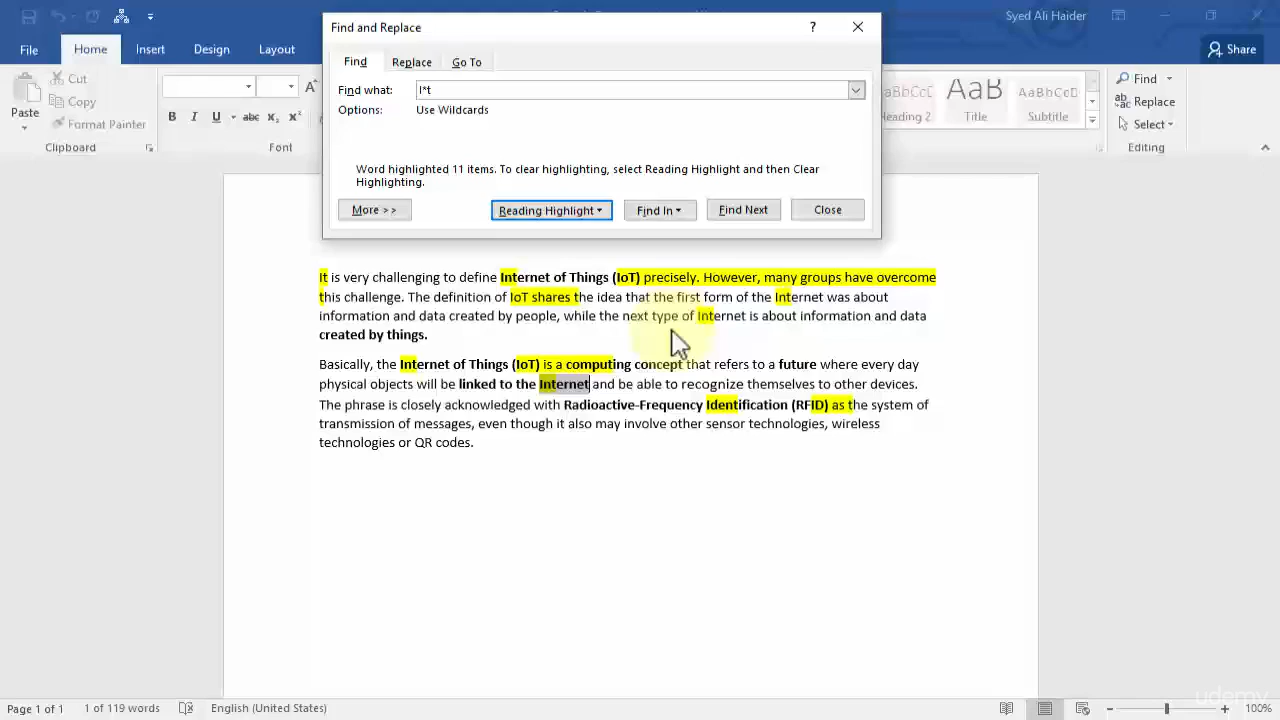 Syed Ali Haider
Find and Replace
?
File Home Insert Design Layout
Share
Find Replace Go To
Cut
Copy
Format Painter
Paste
Clipboard
Font
B I U abc x₂ x²
Find what: I*t
Options: Use Wildcards
Word highlighted 11 items. To clear highlighting, select Reading Highlight and then Clear
Highlighting.
More >> Reading Highlight Find In Find Next Close
AaBbCcD AaB AaBbCcD
Heading 2 Title Subtitle
Find
Replace
Select
Editing
It is very challenging to define Internet of Things (IoT) precisely. However, many groups have overcome
this challenge. The definition of IoT shares the idea that the first form of the Internet was about
information and data created by people, while the next type of Internet is about information and data
created by things.
Basically, the Internet of Things (IoT) is a computing concept that refers to a future where every day
physical objects will be linked to the Internet and be able to recognize themselves to other devices.
The phrase is closely acknowledged with Radioactive-Frequency Identification (RFID) as the system of
transmission of messages, even though it also may involve other sensor technologies, wireless
technologies or QR codes.
udemy
Page 1 of 1 1 of 119 words English (United States) 100%